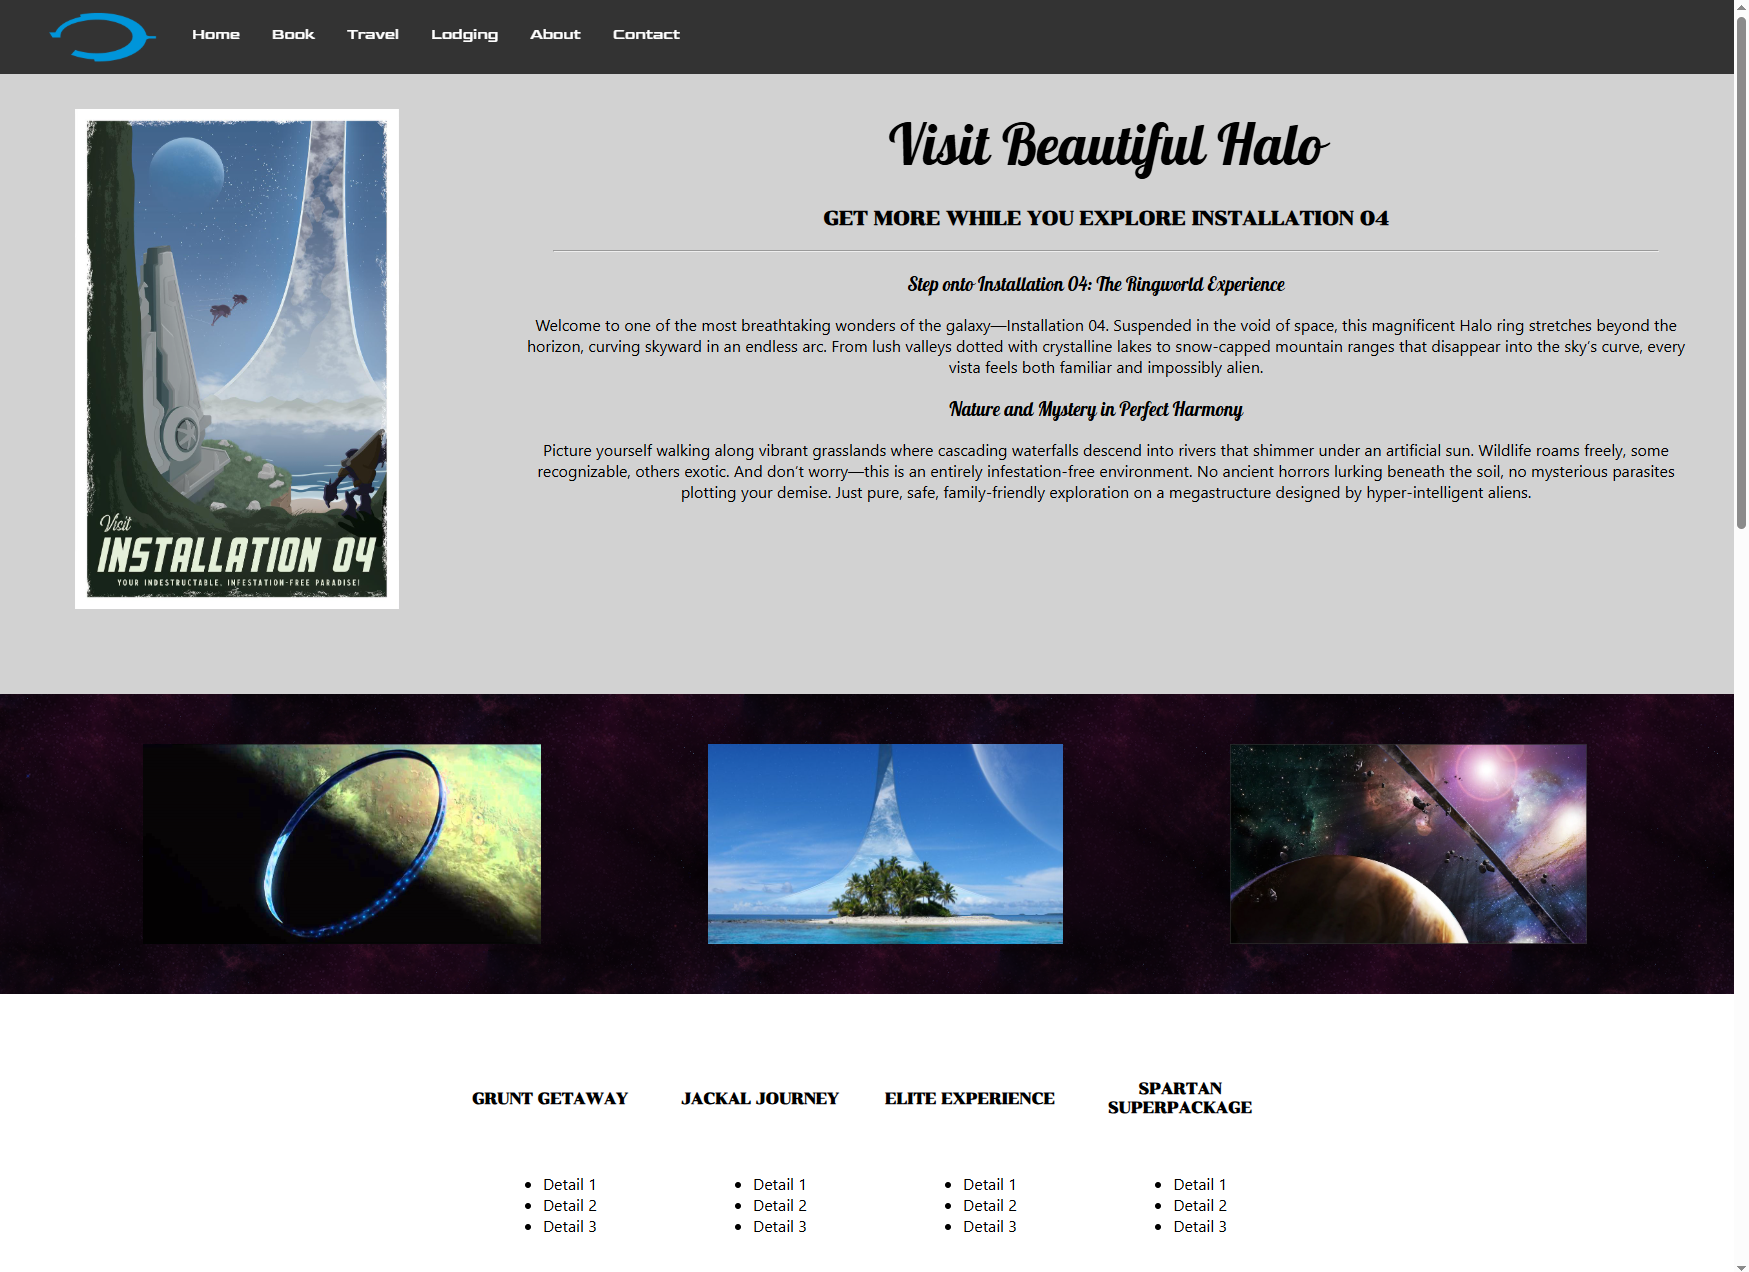 Home Book Travel Lodging About Contact
Visit
INSTALLATION 04
YOUR INDESTRUCTABLE, INFESTATION-FREE PARADISE!
Visit Beautiful Halo
GET MORE WHILE YOU EXPLORE INSTALLATION 04
Step onto Installation 04: The Ringworld Experience
Welcome to one of the most breathtaking wonders of the galaxy—Installation 04. Suspended in the void of space, this magnificent Halo ring stretches beyond the
horizon, curving skyward in an endless arc. From lush valleys dotted with crystalline lakes to snow-capped mountain ranges that disappear into the sky’s curve, every
vista feels both familiar and impossibly alien.
Nature and Mystery in Perfect Harmony
Picture yourself walking along vibrant grasslands where cascading waterfalls descend into rivers that shimmer under an artificial sun. Wildlife roams freely, some
recognizable, others exotic. And don’t worry—this is an entirely infestation-free environment. No ancient horrors lurking beneath the soil, no mysterious parasites
plotting your demise. Just pure, safe, family-friendly exploration on a megastructure designed by hyper-intelligent aliens.
GRUNT GETAWAY
Detail 1
Detail 2
Detail 3
JACKAL JOURNEY
Detail 1
Detail 2
Detail 3
ELITE EXPERIENCE
Detail 1
Detail 2
Detail 3
SPARTAN
SUPERPACKAGE
Detail 1
Detail 2
Detail 3